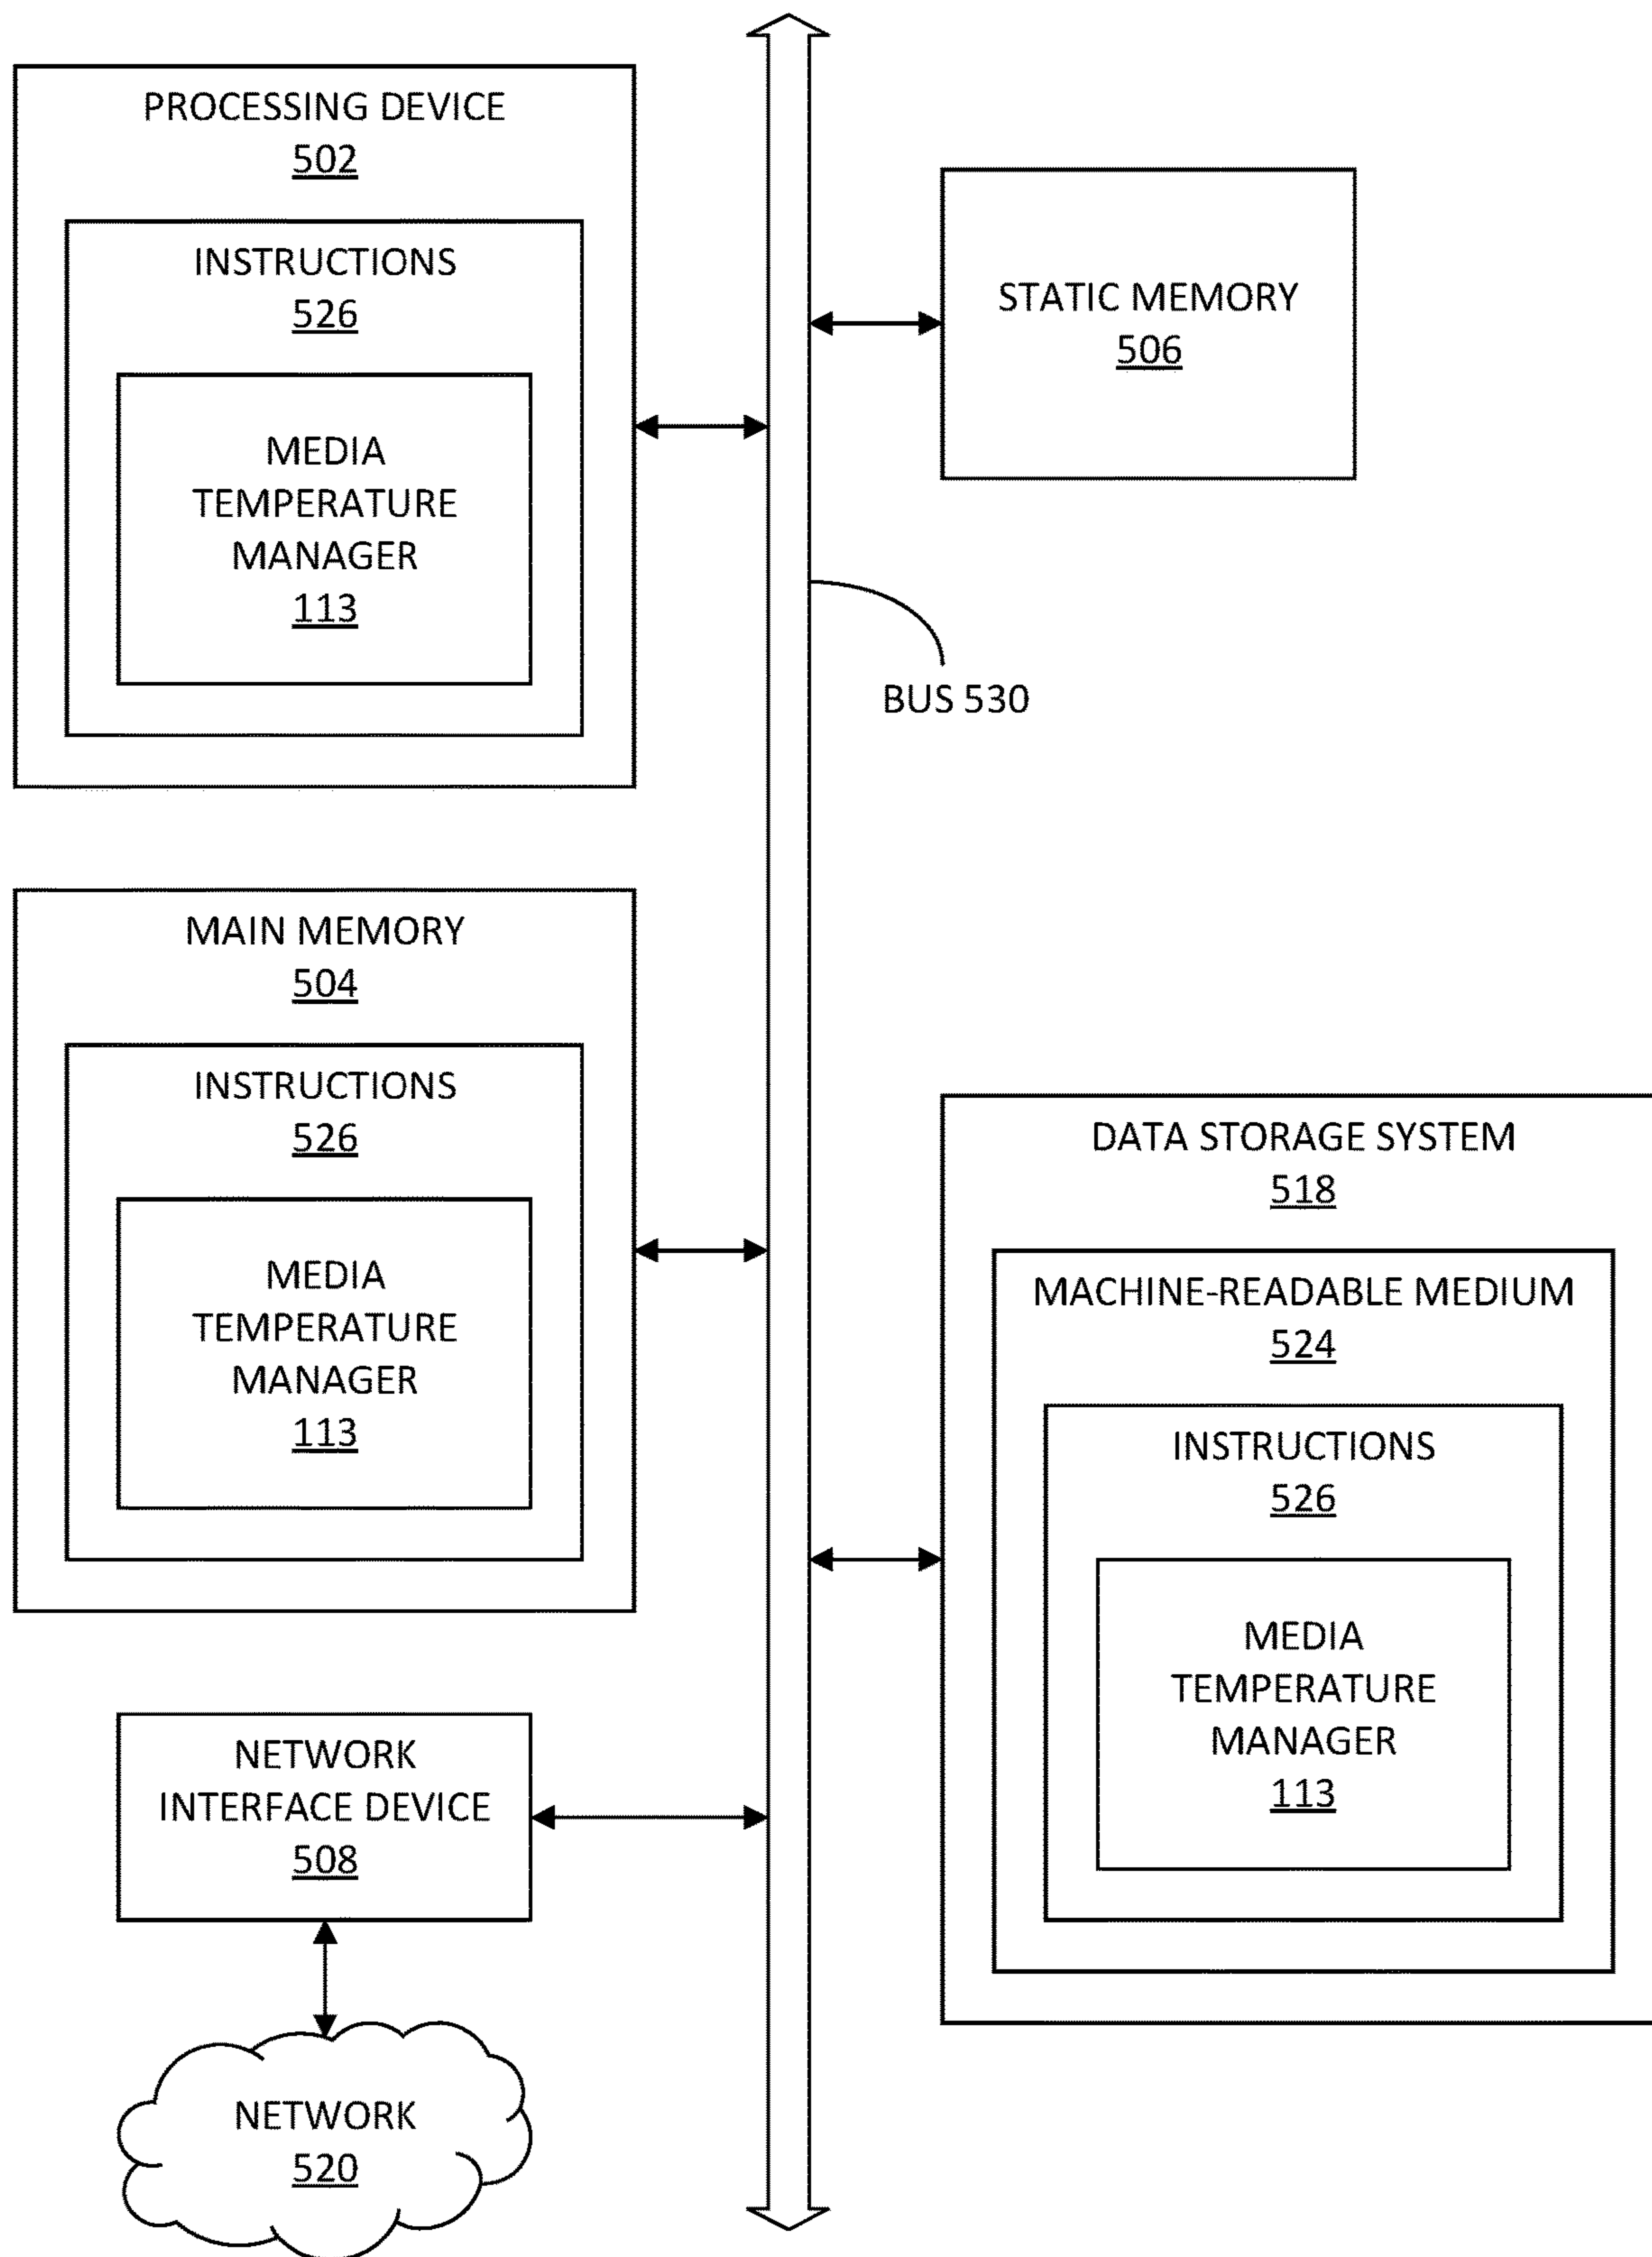 PROCESSING DEVICE
502
INSTRUCTIONS
526
MEDIA
TEMPERATURE
MANAGER
113
STATIC MEMORY
506
BUS 530
MAIN MEMORY
504
INSTRUCTIONS
526
MEDIA
TEMPERATURE
MANAGER
113
DATA STORAGE SYSTEM
518
MACHINE-READABLE MEDIUM
524
INSTRUCTIONS
526
MEDIA
TEMPERATURE
MANAGER
113
NETWORK
INTERFACE DEVICE
508
NETWORK
520